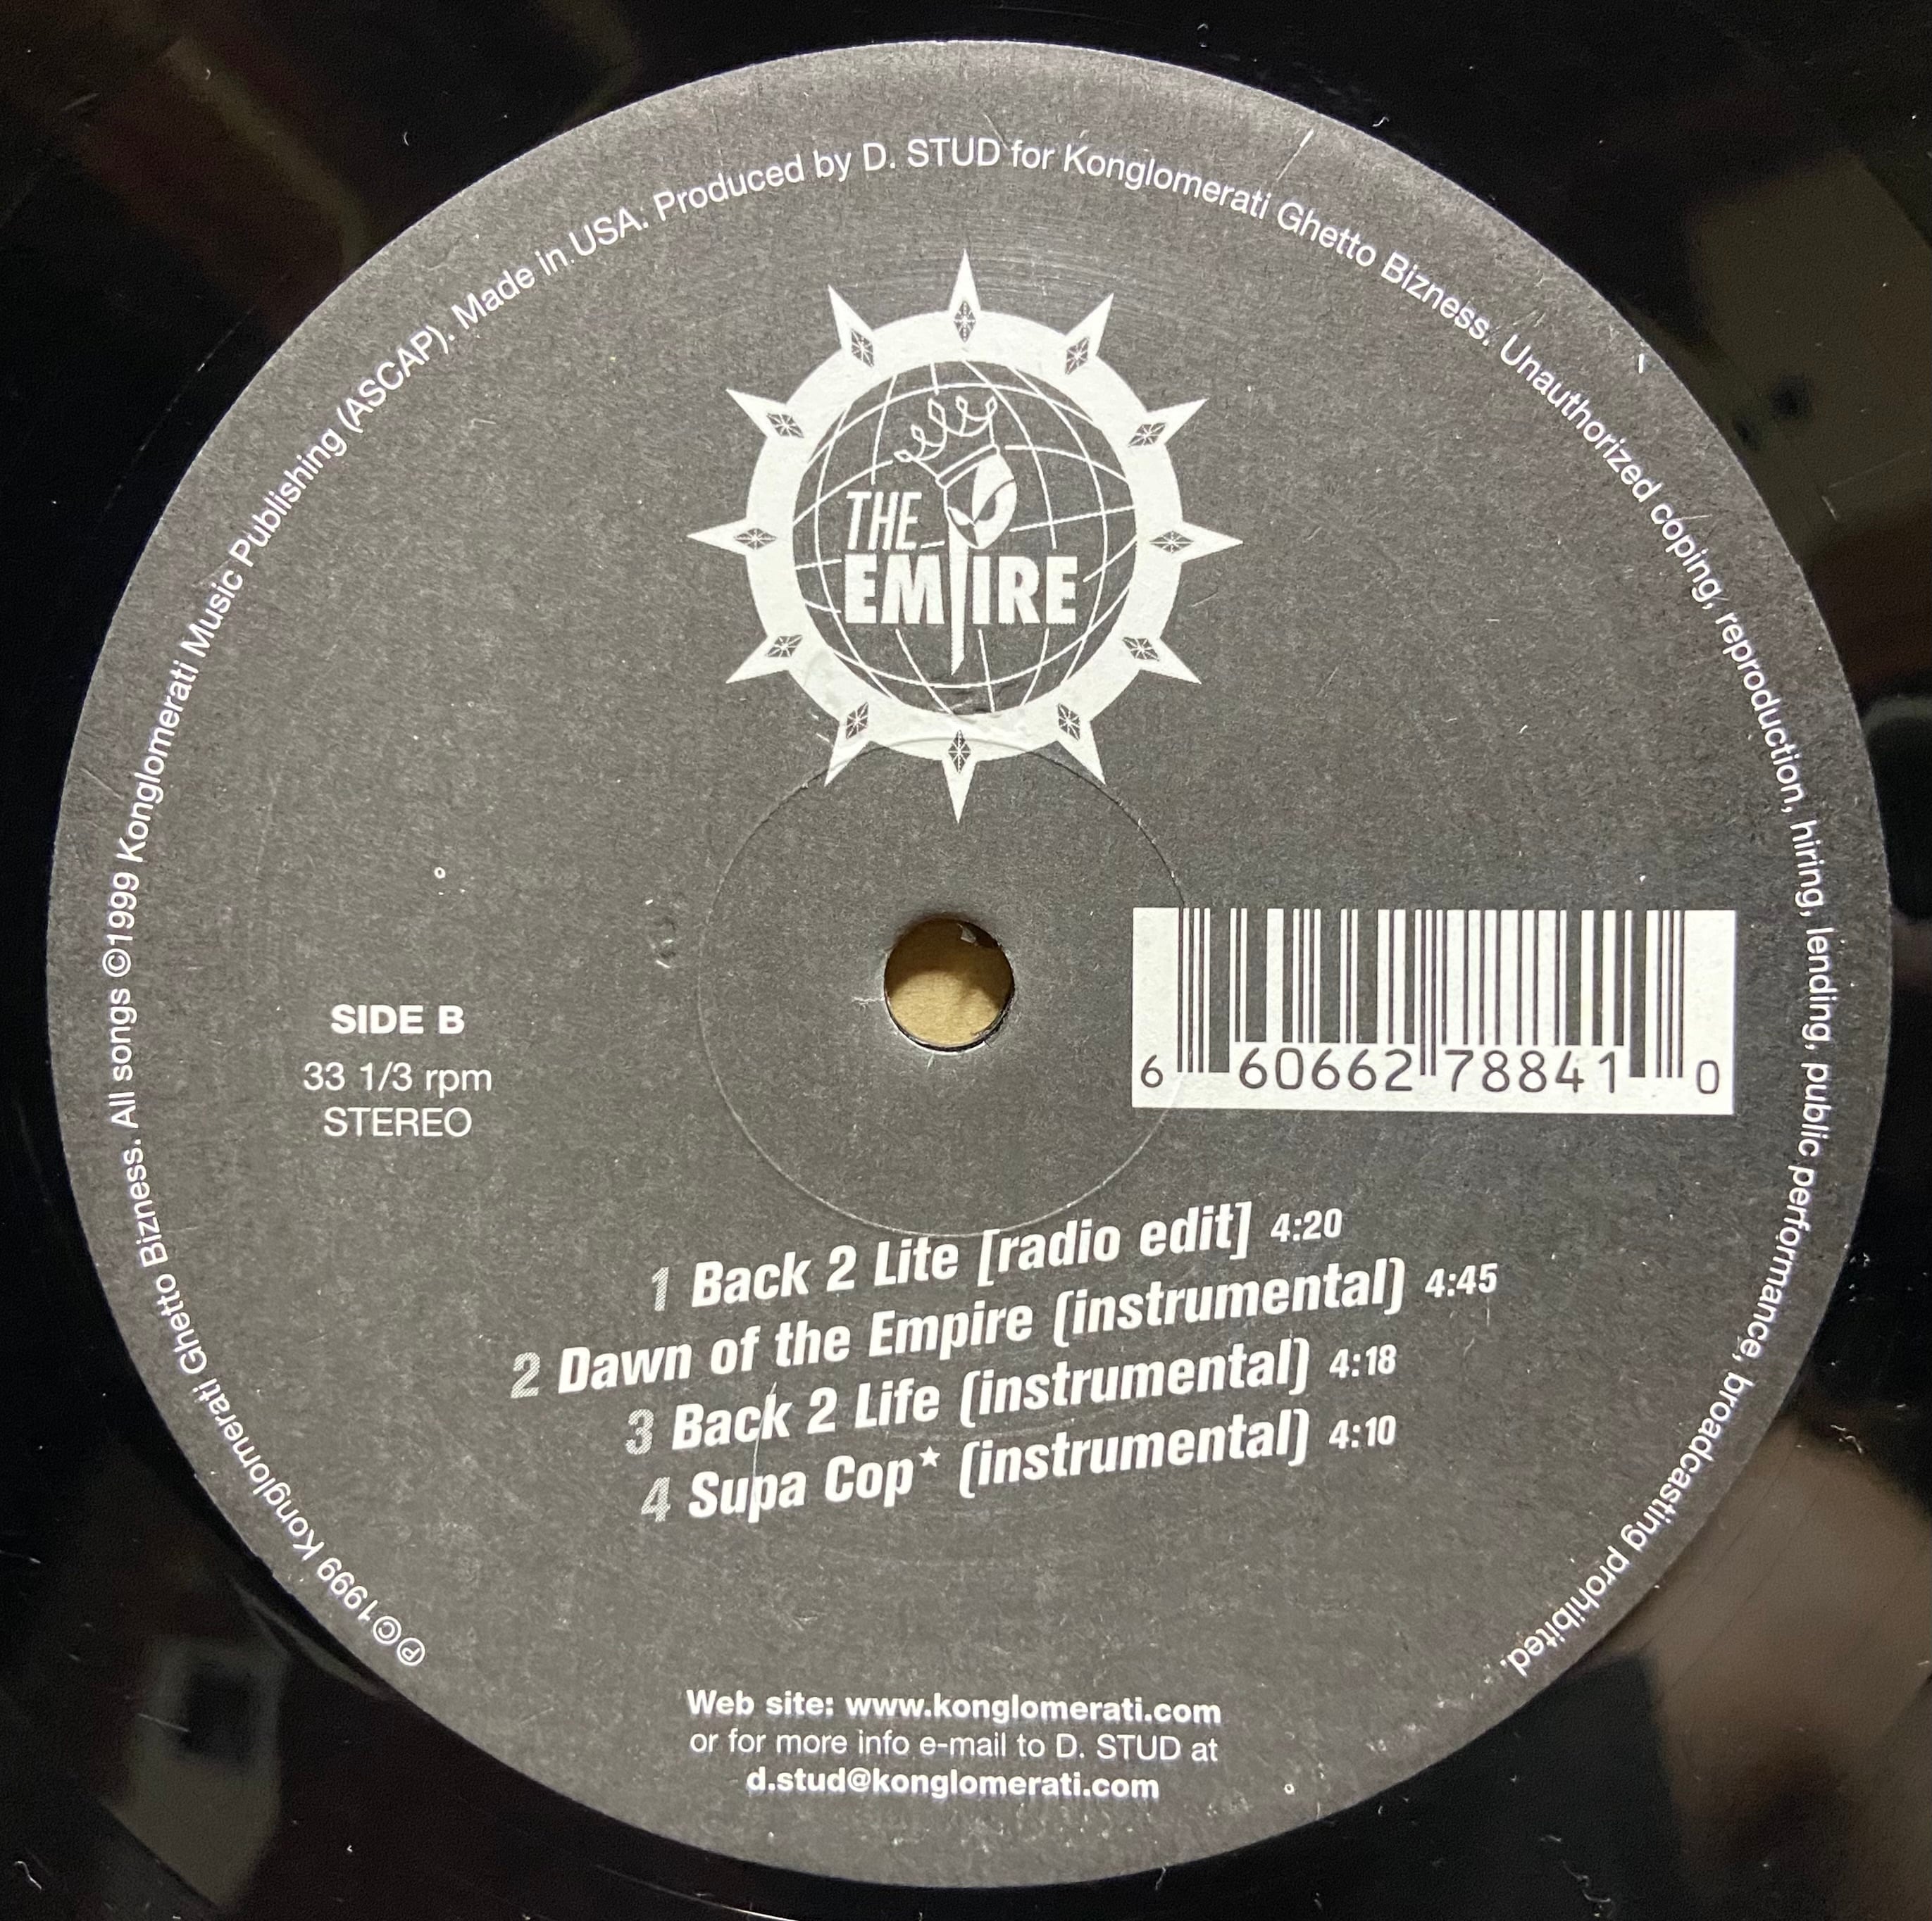 ℗©1999 Konglomerati Ghetto Bizness. All songs ©1999 Konglomerati Music Publishing (ASCAP). Made in USA. Produced by D. STUD for Konglomerati Ghetto Bizness. Unauthorized coping, reproduction, hiring, lending, public performance, broadcasting prohibited.
THE
EMPIRE
SIDE B
33 1/3 rpm
STEREO
6 60662 78841 0
1 Back 2 Lite [radio edit] 4:20
2 Dawn of the Empire (instrumental) 4:45
3 Back 2 Life (instrumental) 4:18
4 Supa Cop* (instrumental) 4:10
Web site: www.konglomerati.com
or for more info e-mail to D. STUD at
d.stud@konglomerati.com